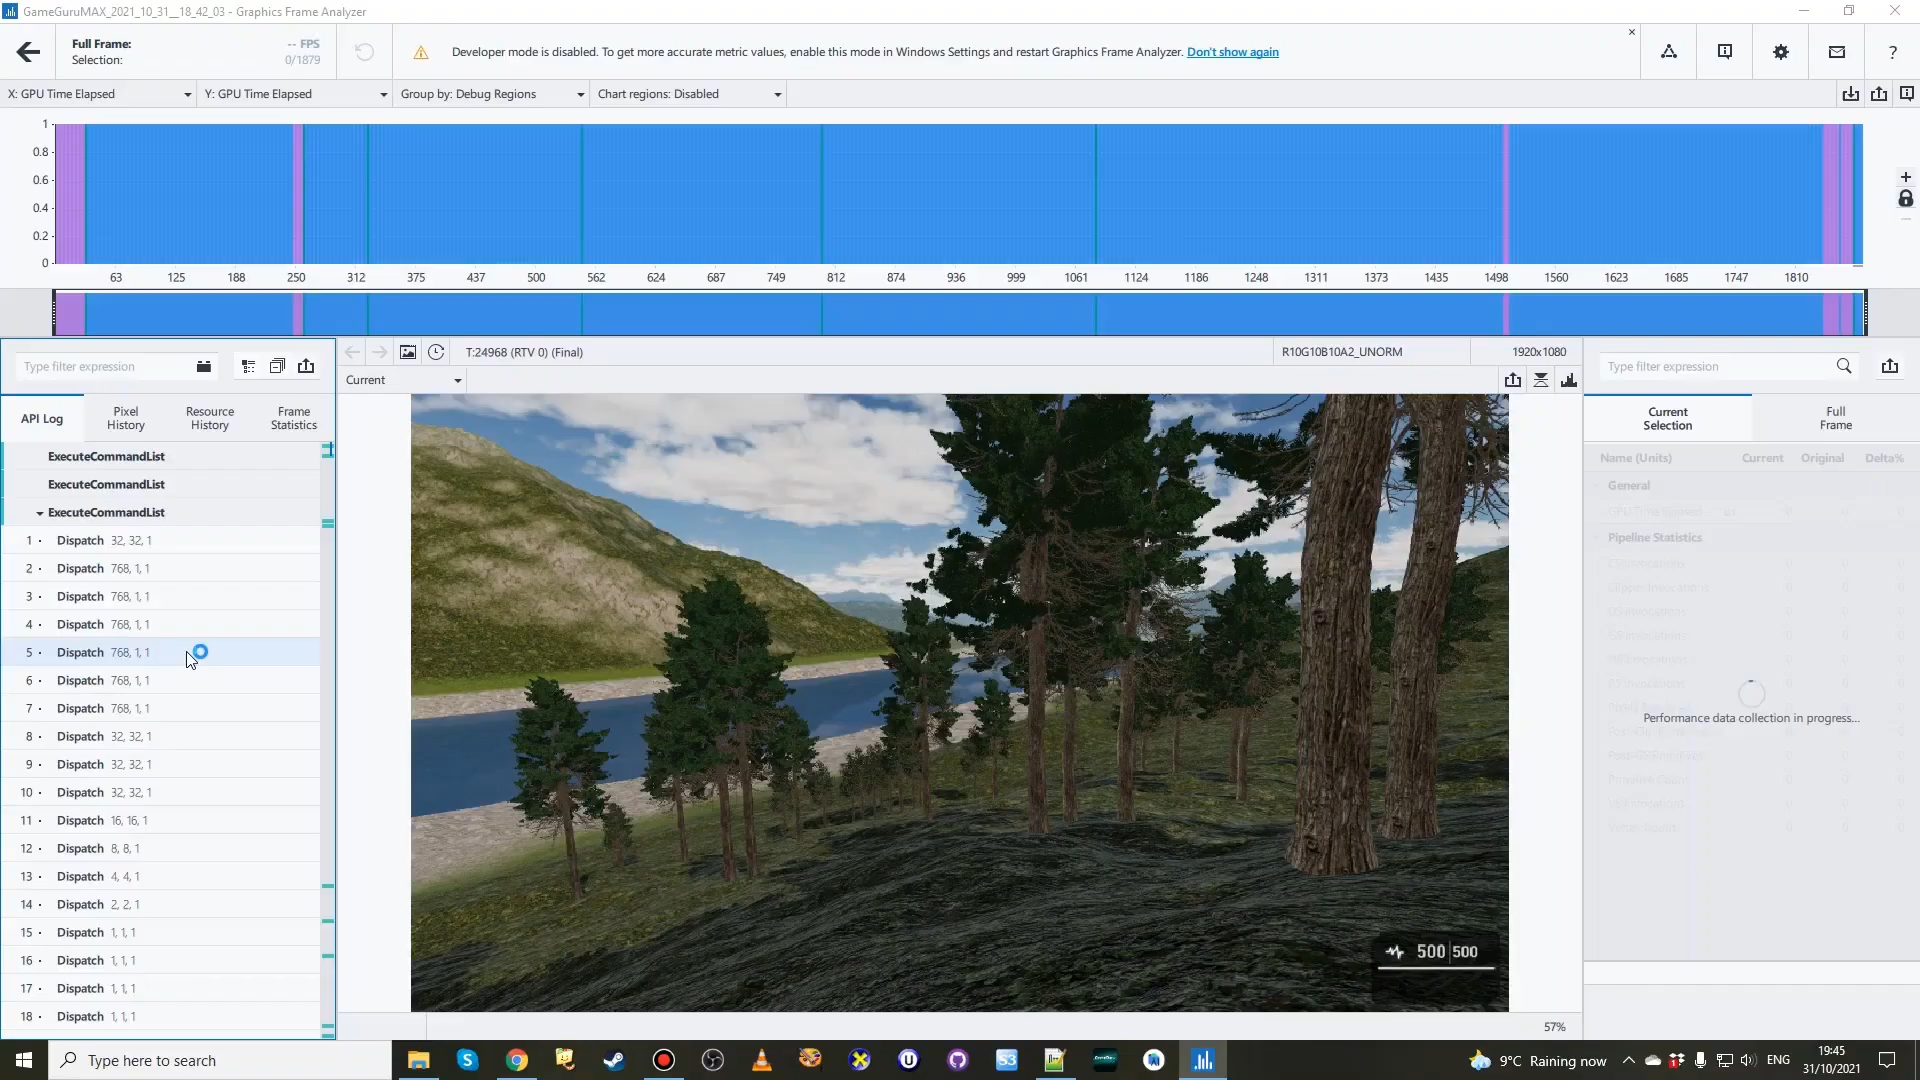 GameGuruMAX_2021_10_31__18_42_03 - Graphics Frame Analyzer
Full Frame: -- FPS
Selection: 0/1879
Developer mode is disabled. To get more accurate metric values, enable this mode in Windows Settings and restart Graphics Frame Analyzer. Don't show again
X: GPU Time Elapsed Y: GPU Time Elapsed Group by: Debug Regions Chart regions: Disabled
1
0.8
0.6
0.4
0.2
0
63 125 188 250 312 375 437 500 562 624 687 749 812 874 936 999 1061 1124 1186 1248 1311 1373 1435 1498 1560 1623 1685 1747 1810
Type filter expression
API Log
Pixel History
Resource History
Frame Statistics
ExecuteCommandList
ExecuteCommandList
ExecuteCommandList
1 · Dispatch 32, 32, 1
2 · Dispatch 768, 1, 1
3 · Dispatch 768, 1, 1
4 · Dispatch 768, 1, 1
5 · Dispatch 768, 1, 1
6 · Dispatch 768, 1, 1
7 · Dispatch 768, 1, 1
8 · Dispatch 32, 32, 1
9 · Dispatch 32, 32, 1
10 · Dispatch 32, 32, 1
11 · Dispatch 16, 16, 1
12 · Dispatch 8, 8, 1
13 · Dispatch 4, 4, 1
14 · Dispatch 2, 2, 1
15 · Dispatch 1, 1, 1
16 · Dispatch 1, 1, 1
17 · Dispatch 1, 1, 1
18 · Dispatch 1, 1, 1
T:24968 (RTV 0) (Final) R10G10B10A2_UNORM 1920x1080
Current
500|500
57%
Type filter expression
Current Selection
Full Frame
Name (Units) Current Original Delta%
General
Pipeline Statistics
Performance data collection in progress...
Type here to search
9°C Raining now
ENG
19:45
31/10/2021